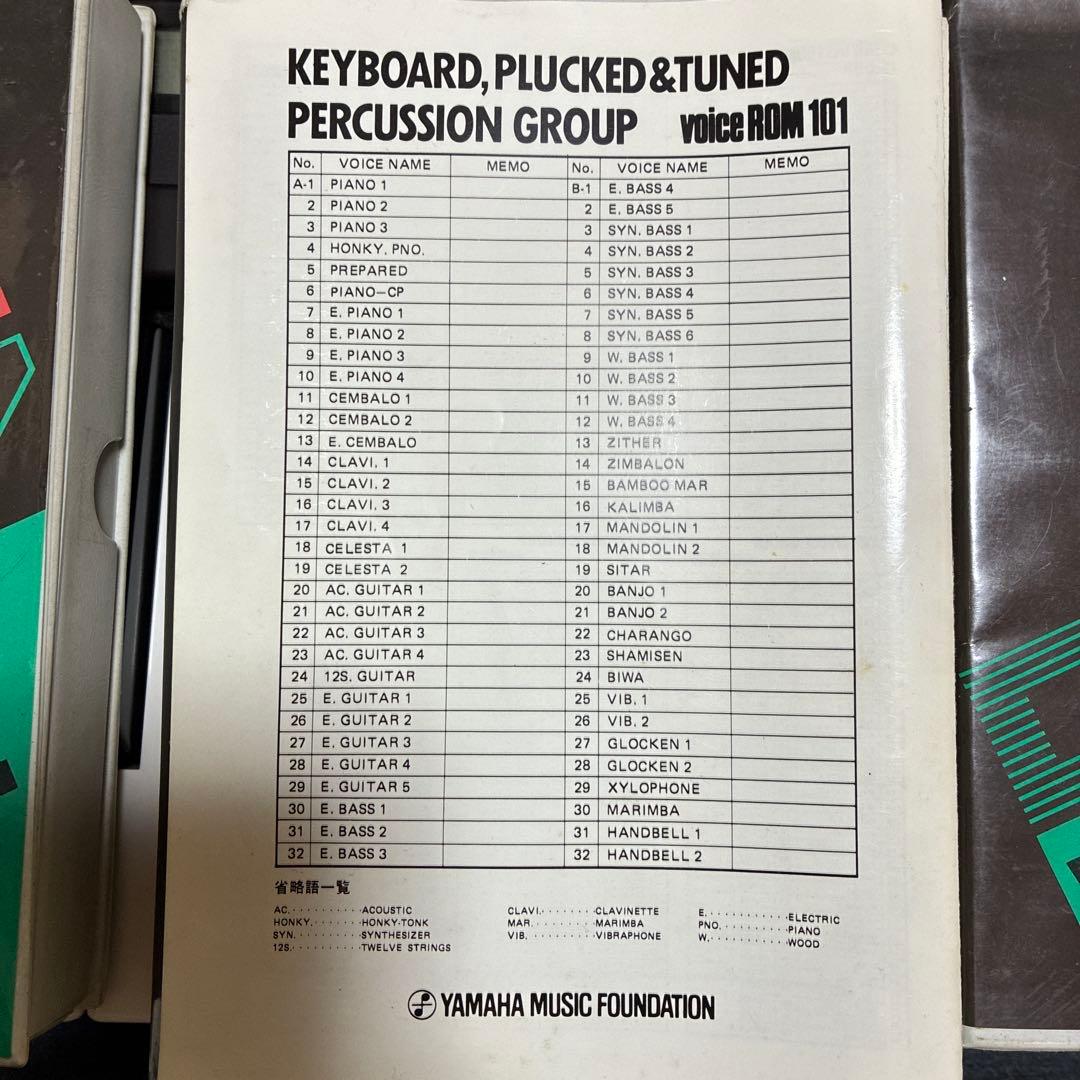 KEYBOARD, PLUCKED & TUNED
PERCUSSION GROUP voice ROM 101
No. VOICE NAME MEMO No. VOICE NAME MEMO
A-1 PIANO 1 B-1 E. BASS 4
2 PIANO 2 2 E. BASS 5
3 PIANO 3 3 SYN. BASS 1
4 HONKY. PNO. 4 SYN. BASS 2
5 PREPARED 5 SYN. BASS 3
6 PIANO-CP 6 SYN. BASS 4
7 E. PIANO 1 7 SYN. BASS 5
8 E. PIANO 2 8 SYN. BASS 6
9 E. PIANO 3 9 W. BASS 1
10 E. PIANO 4 10 W. BASS 2
11 CEMBALO 1 11 W. BASS 3
12 CEMBALO 2 12 W. BASS 4
13 E. CEMBALO 13 ZITHER
14 CLAVI. 1 14 ZIMBALON
15 CLAVI. 2 15 BAMBOO MAR
16 CLAVI. 3 16 KALIMBA
17 CLAVI. 4 17 MANDOLIN 1
18 CELESTA 1 18 MANDOLIN 2
19 CELESTA 2 19 SITAR
20 AC. GUITAR 1 20 BANJO 1
21 AC. GUITAR 2 21 BANJO 2
22 AC. GUITAR 3 22 CHARANGO
23 AC. GUITAR 4 23 SHAMISEN
24 12S. GUITAR 24 BIWA
25 E. GUITAR 1 25 VIB. 1
26 E. GUITAR 2 26 VIB. 2
27 E. GUITAR 3 27 GLOCKEN 1
28 E. GUITAR 4 28 GLOCKEN 2
29 E. GUITAR 5 29 XYLOPHONE
30 E. BASS 1 30 MARIMBA
31 E. BASS 2 31 HANDBELL 1
32 E. BASS 3 32 HANDBELL 2
省略語一覧
AC.··········ACOUSTIC CLAVI.·······CLAVINETTE E.···········ELECTRIC
HONKY.·······HONKY-TONK MAR.········MARIMBA PNO.·········PIANO
SYN.·········SYNTHESIZER VIB.········VIBRAPHONE W.··········WOOD
12S.·········TWELVE STRINGS
YAMAHA MUSIC FOUNDATION